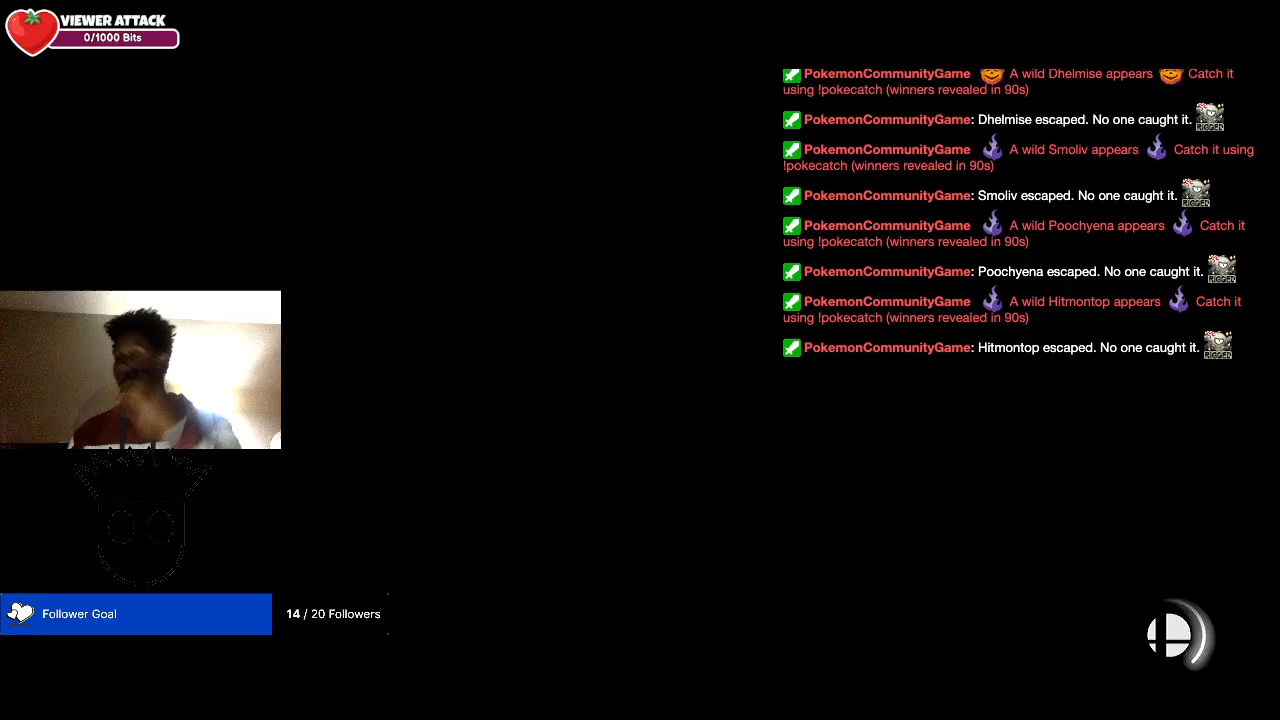 VIEWER ATTACK
0/1000 Bits
PokemonCommunityGame A wild Dhelmise appears Catch it
using !pokecatch (winners revealed in 90s)
PokemonCommunityGame: Dhelmise escaped. No one caught it. RIGGED
PokemonCommunityGame A wild Smoliv appears Catch it using
!pokecatch (winners revealed in 90s)
PokemonCommunityGame: Smoliv escaped. No one caught it. RIGGED
PokemonCommunityGame A wild Poochyena appears Catch it
using !pokecatch (winners revealed in 90s)
PokemonCommunityGame: Poochyena escaped. No one caught it. RIGGED
PokemonCommunityGame A wild Hitmontop appears Catch it
using !pokecatch (winners revealed in 90s)
PokemonCommunityGame: Hitmontop escaped. No one caught it. RIGGED
Follower Goal 14 / 20 Followers